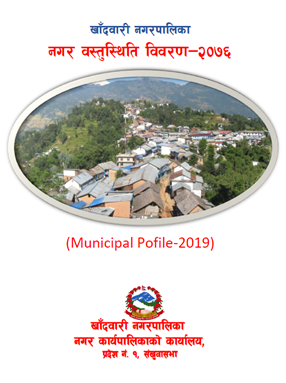 खाँदवारी नगरपालिका
नगर वस्तुस्थिति विवरण–२०७६
(Municipal Pofile-2019)
खाँदवारी नगरपालिका
नगर कार्यपालिकाको कार्यालय,
प्रदेश नं. १, संखुवासभा